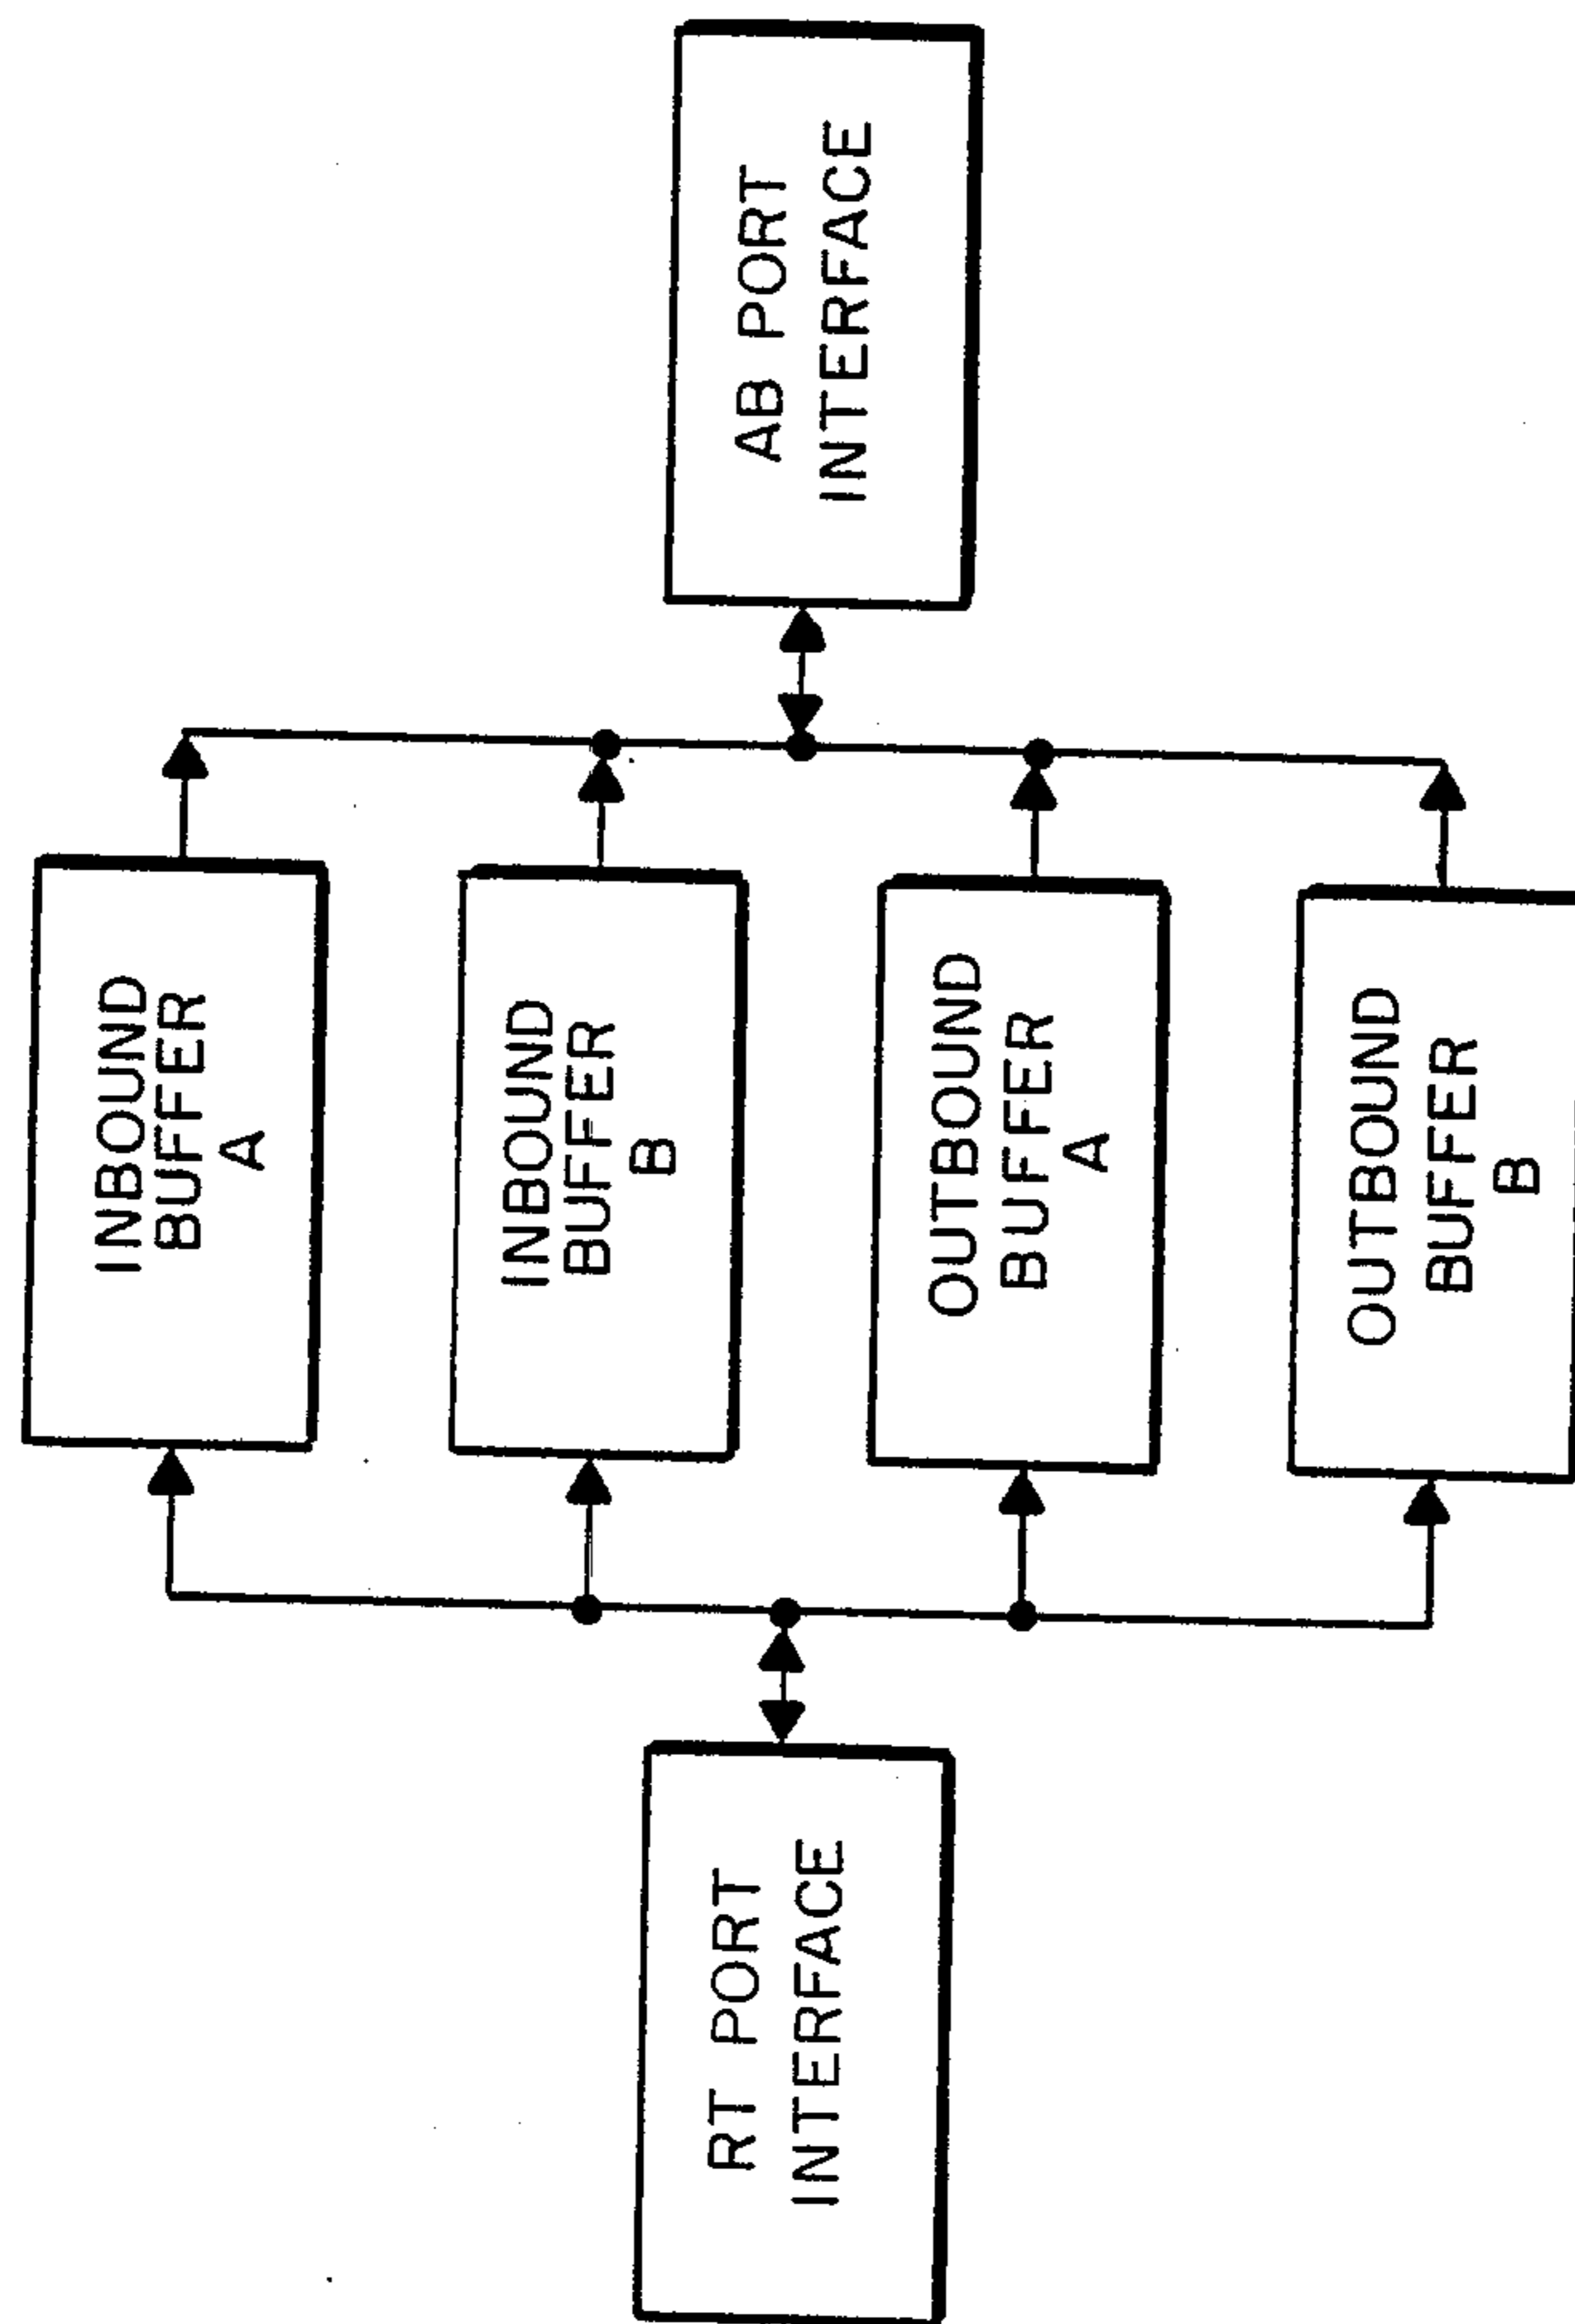 RT PORT
INTERFACE
INBOUND
BUFFER
A
INBOUND
BUFFER
B
OUTBOUND
BUFFER
A
OUTBOUND
BUFFER
B
AB PORT
INTERFACE